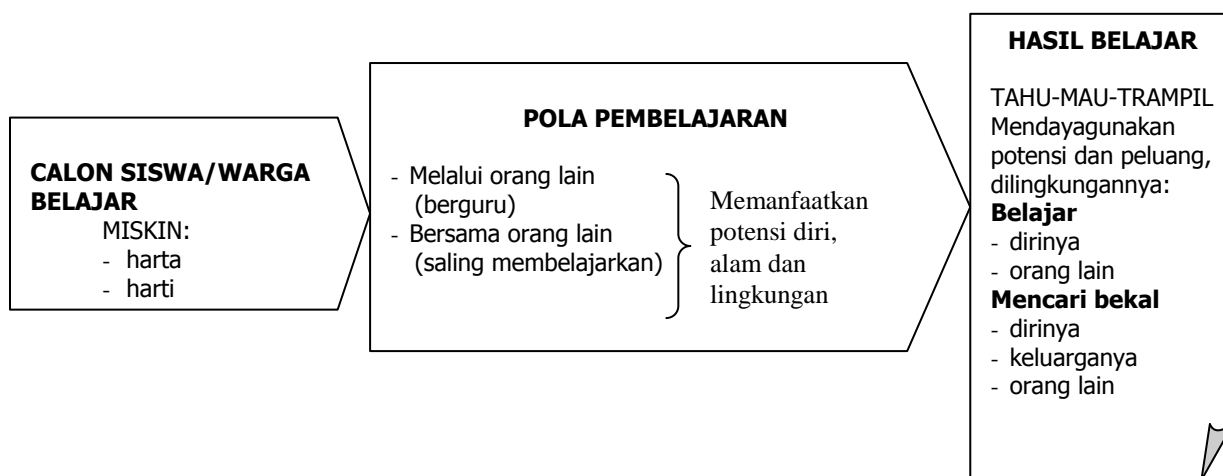 CALON SISWA/WARGA
BELAJAR
MISKIN:
- harta
- harti
POLA PEMBELAJARAN
- Melalui orang lain
(berguru)
- Bersama orang lain
(saling membelajarkan)
Memanfaatkan
potensi diri,
alam dan
lingkungan
HASIL BELAJAR
TAHU-MAU-TRAMPIL
Mendayagunakan
potensi dan peluang,
dilingkungannya:
Belajar
- dirinya
- orang lain
Mencari bekal
- dirinya
- keluarganya
- orang lain